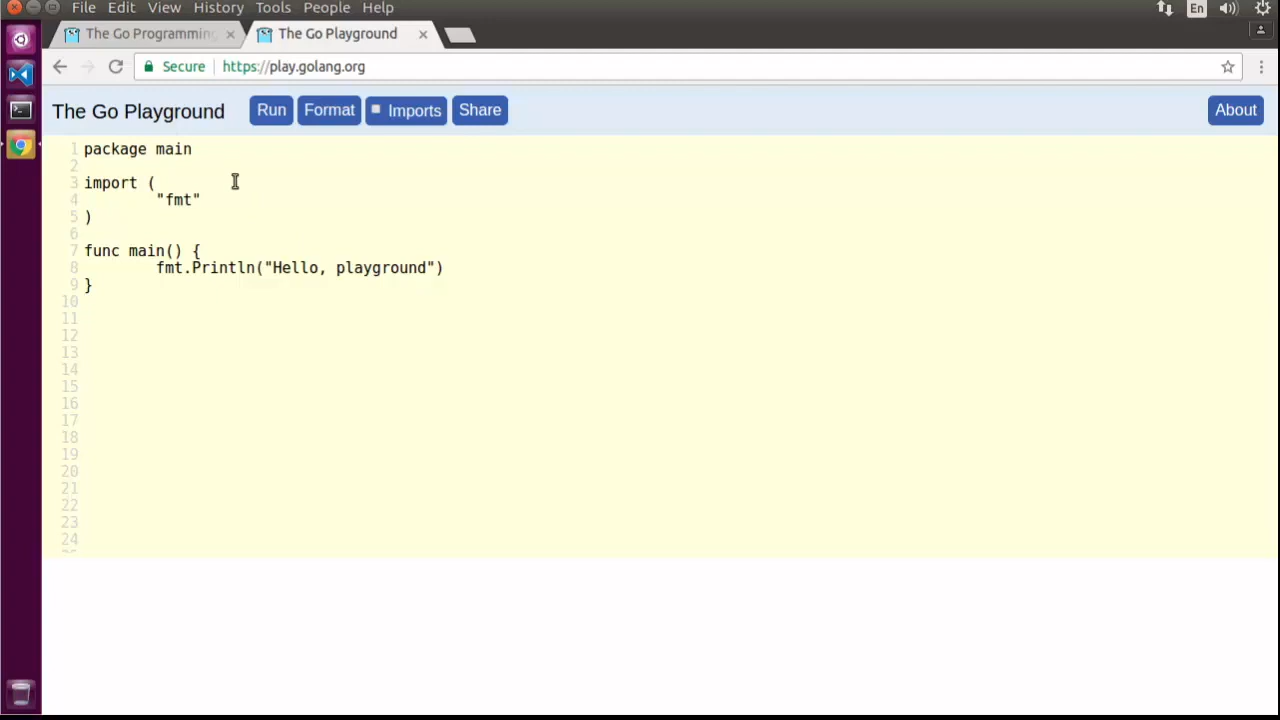 File Edit View History Tools People Help
En
The Go Programming
The Go Playground
Secure https://play.golang.org
The Go Playground Run Format Imports Share About
1 package main
2
3 import (
4 "fmt"
5 )
6
7 func main() {
8 fmt.Println("Hello, playground")
9 }
10
11
12
13
14
15
16
17
18
19
20
21
22
23
24